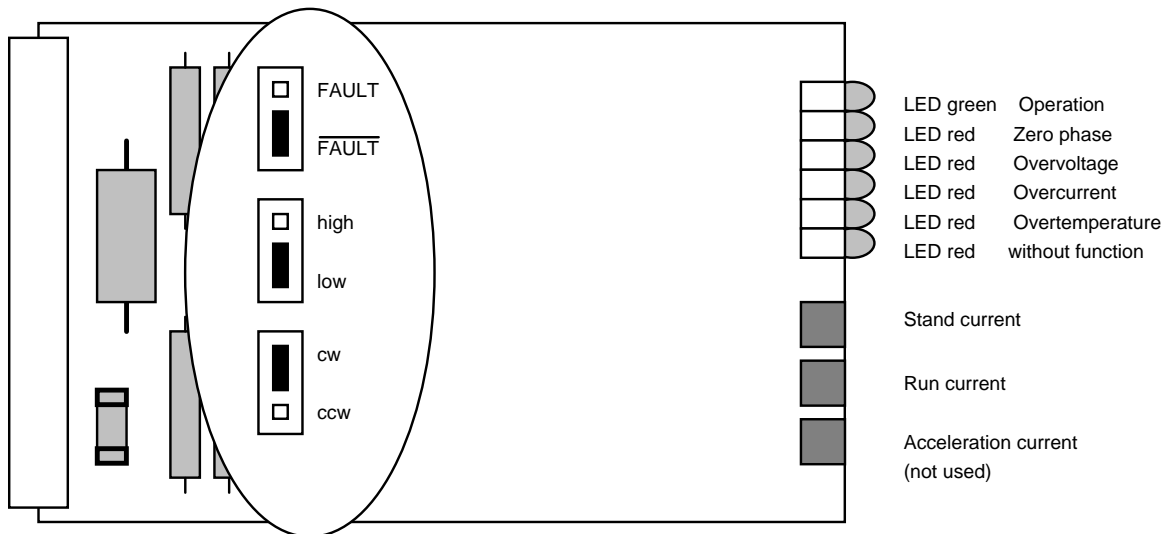 FAULT
F̅A̅U̅L̅T̅
high
low
cw
ccw
LED green Operation
LED red Zero phase
LED red Overvoltage
LED red Overcurrent
LED red Overtemperature
LED red without function
Stand current
Run current
Acceleration current
(not used)